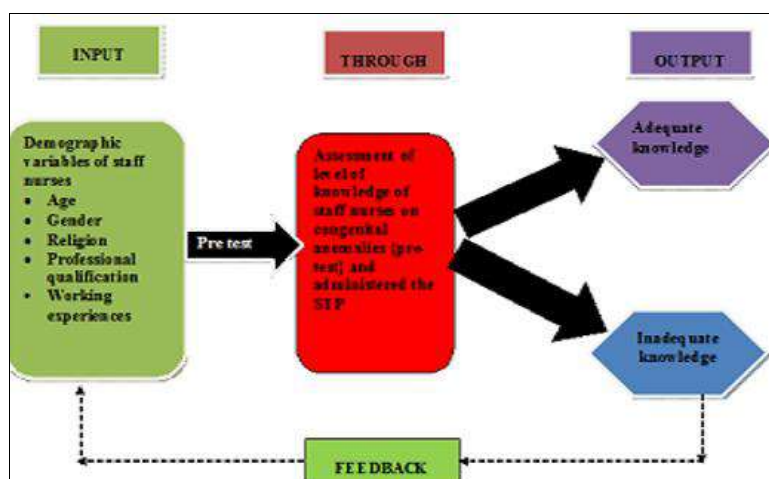 INPUT
THROUGH
OUTPUT
Demographic
variables of staff
nurses
• Age
• Gender
• Religion
• Professional
qualification
• Working
experiences
Pre test
Assessment of
level of
knowledge of
staff nurses on
congenital
anomalies (pre-
test) and
administered the
STP
Adequate
knowledge
Inadequate
knowledge
FEEDBACK